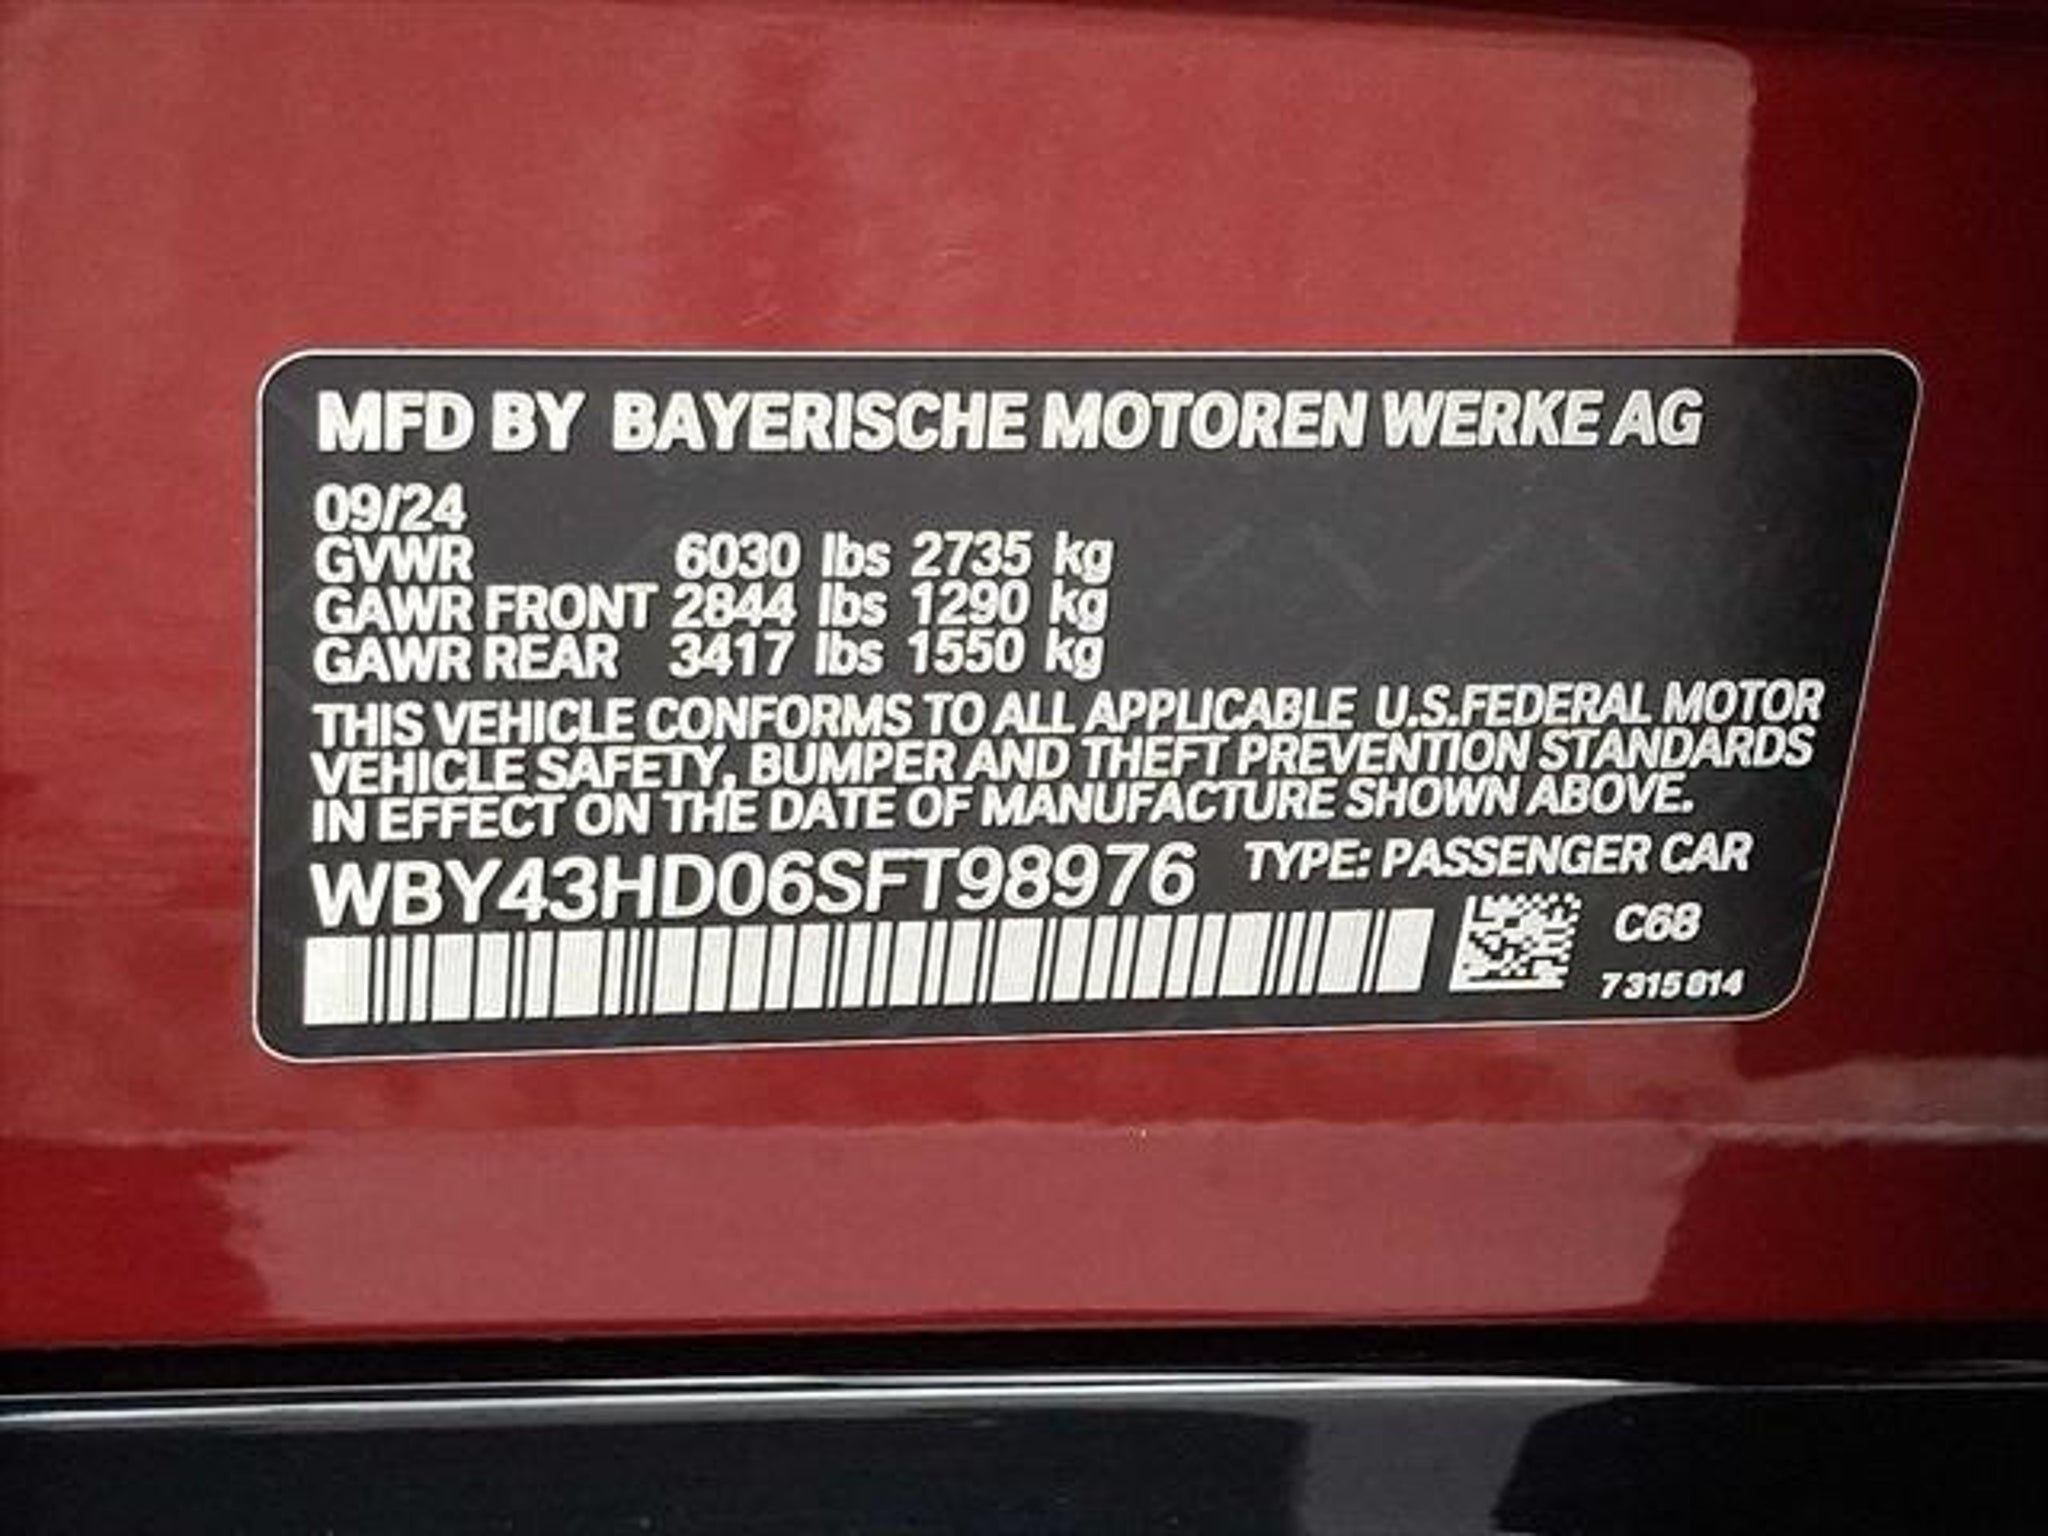 MFD BY BAYERISCHE MOTOREN WERKE AG
09/24
GVWR 6030 lbs 2735 kg
GAWR FRONT 2844 lbs 1290 kg
GAWR REAR 3417 lbs 1550 kg
THIS VEHICLE CONFORMS TO ALL APPLICABLE U.S.FEDERAL MOTOR
VEHICLE SAFETY, BUMPER AND THEFT PREVENTION STANDARDS
IN EFFECT ON THE DATE OF MANUFACTURE SHOWN ABOVE.
WBY43HD06SFT98976 TYPE: PASSENGER CAR
C68
7 315 814